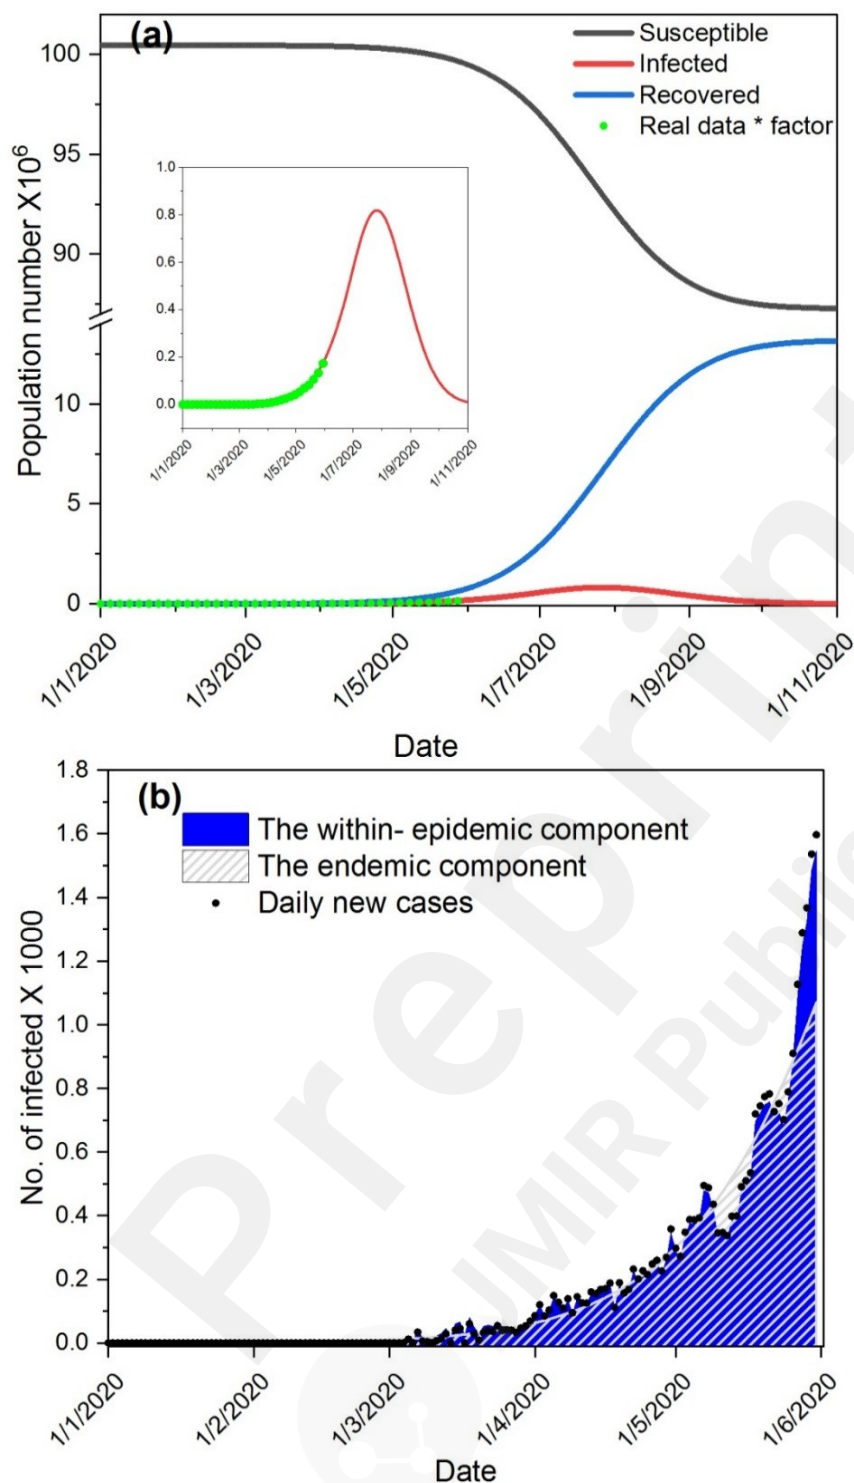 (a)
Susceptible
Infected
Recovered
Real data * factor
Population number X10⁶
100
95
90
10
5
0
1.0
0.8
0.6
0.4
0.2
0.0
1/1/2020
1/3/2020
1/5/2020
1/7/2020
1/9/2020
1/11/2020
1/1/2020
1/3/2020
1/5/2020
1/7/2020
1/9/2020
1/11/2020
Date
(b)
The within- epidemic component
The endemic component
Daily new cases
No. of infected X 1000
1.8
1.6
1.4
1.2
1.0
0.8
0.6
0.4
0.2
0.0
1/1/2020
1/2/2020
1/3/2020
1/4/2020
1/5/2020
1/6/2020
Date
Preprint
JMIR Public